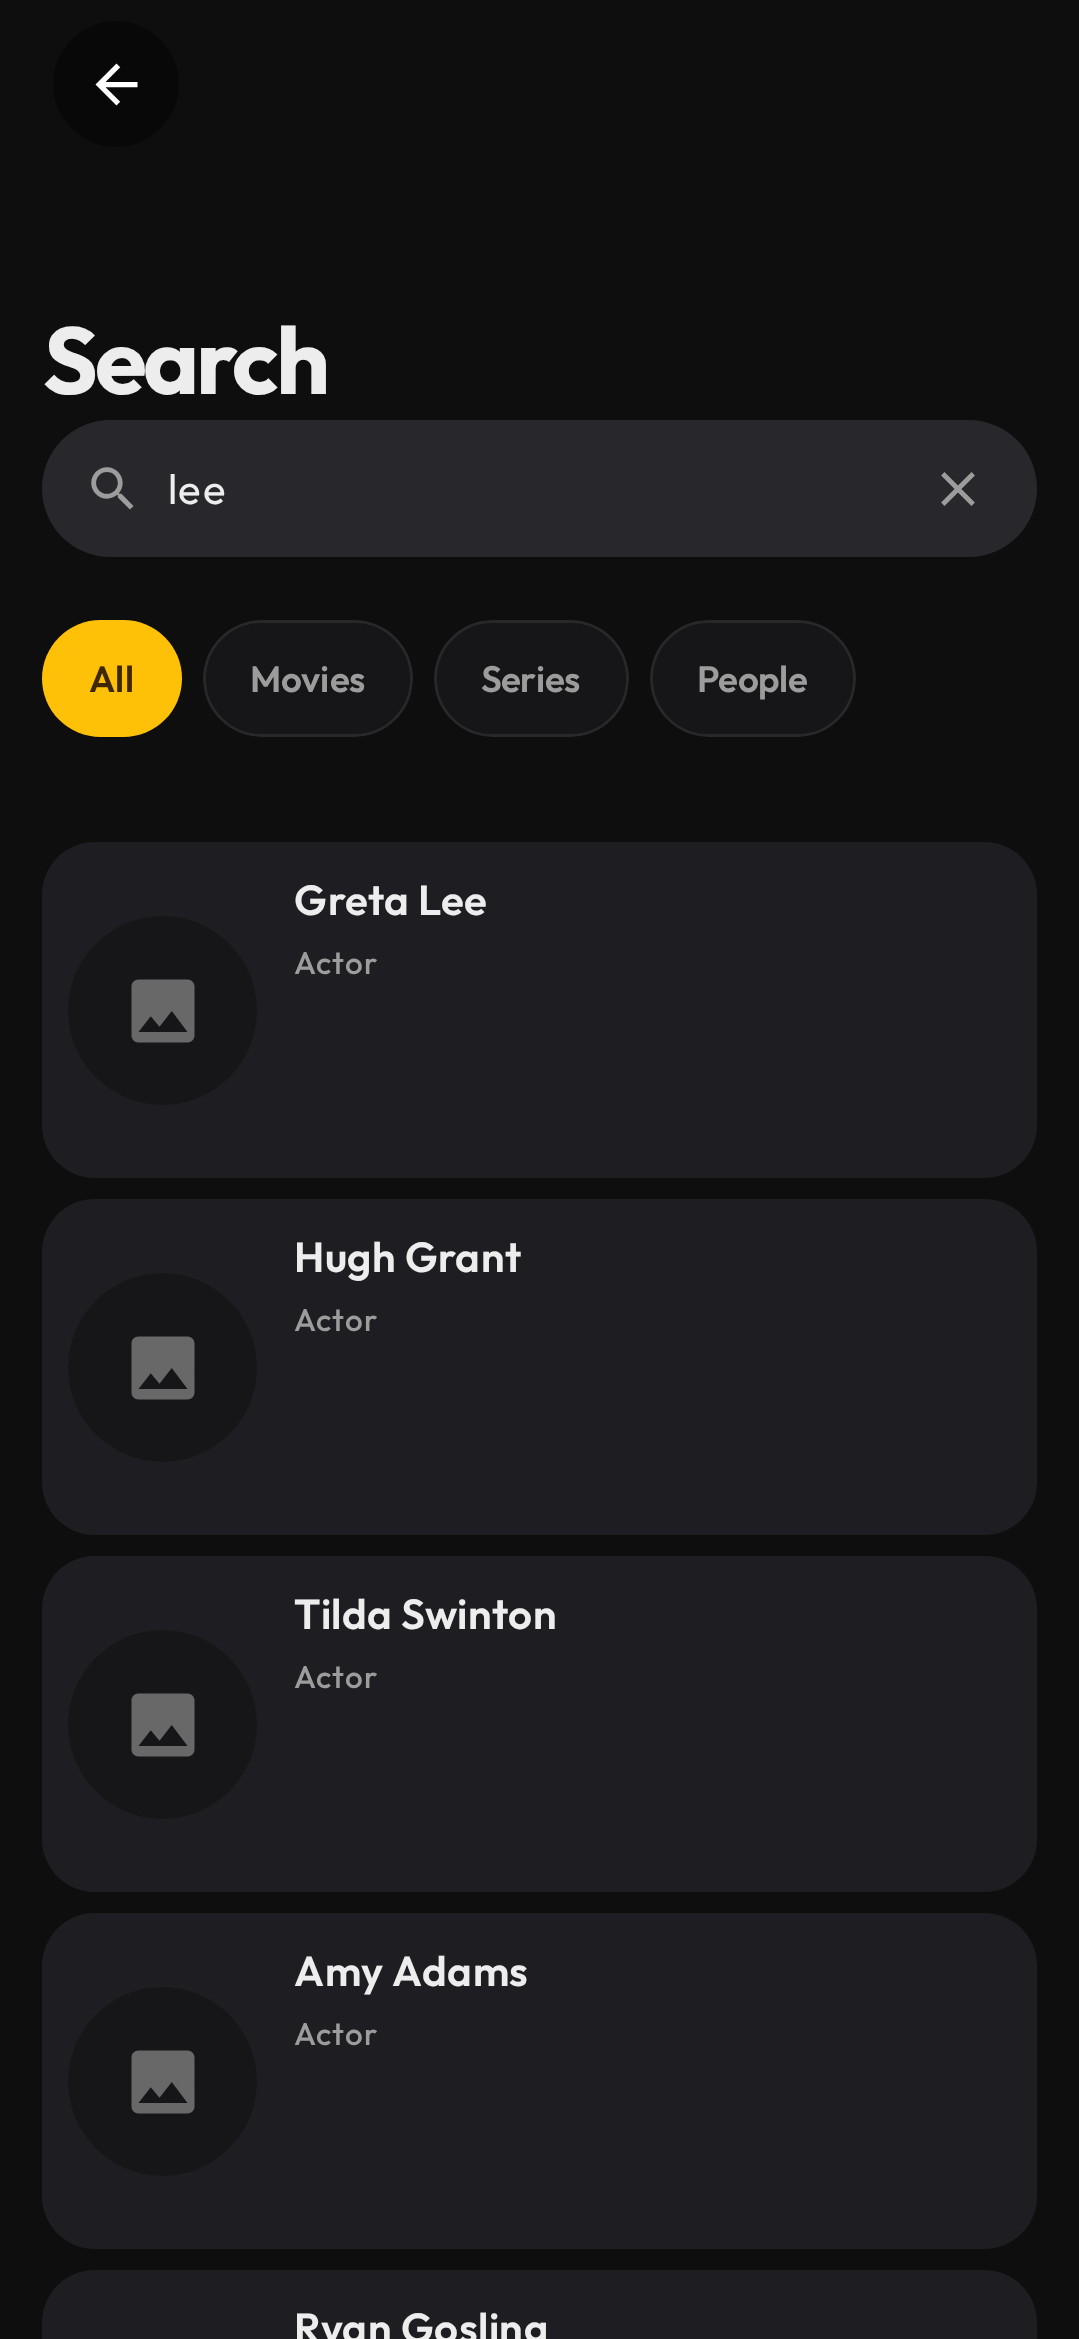 Search
lee
All
Movies
Series
People
Greta Lee
Actor
Hugh Grant
Actor
Tilda Swinton
Actor
Amy Adams
Actor
Ryan Gosling